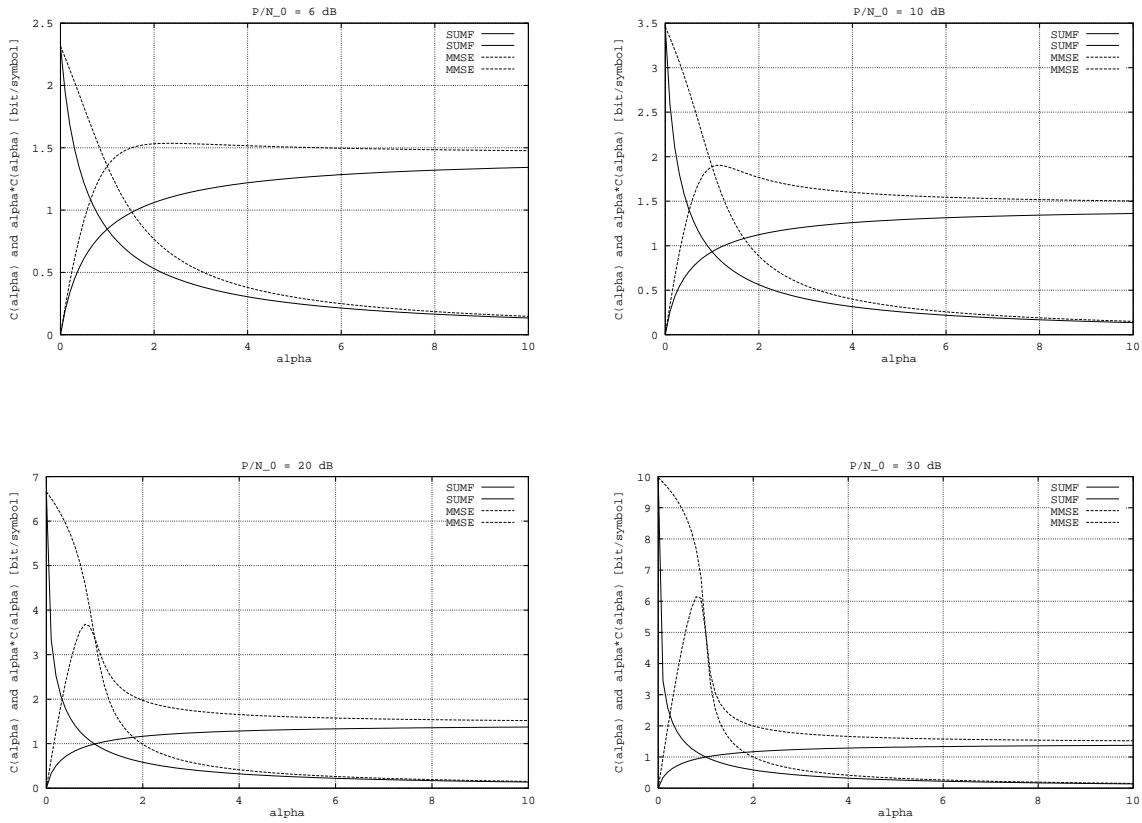 P/N_0 = 6 dB
C(alpha) and alpha*C(alpha) [bit/symbol]
2.5
2
1.5
1
0.5
0
SUMF
SUMF
MMSE
MMSE
0 2 4 6 8 10
alpha
P/N_0 = 10 dB
C(alpha) and alpha*C(alpha) [bit/symbol]
3.5
3
2.5
2
1.5
1
0.5
0
SUMF
SUMF
MMSE
MMSE
0 2 4 6 8 10
alpha
P/N_0 = 20 dB
C(alpha) and alpha*C(alpha) [bit/symbol]
7
6
5
4
3
2
1
0
SUMF
SUMF
MMSE
MMSE
0 2 4 6 8 10
alpha
P/N_0 = 30 dB
C(alpha) and alpha*C(alpha) [bit/symbol]
10
9
8
7
6
5
4
3
2
1
0
SUMF
SUMF
MMSE
MMSE
0 2 4 6 8 10
alpha